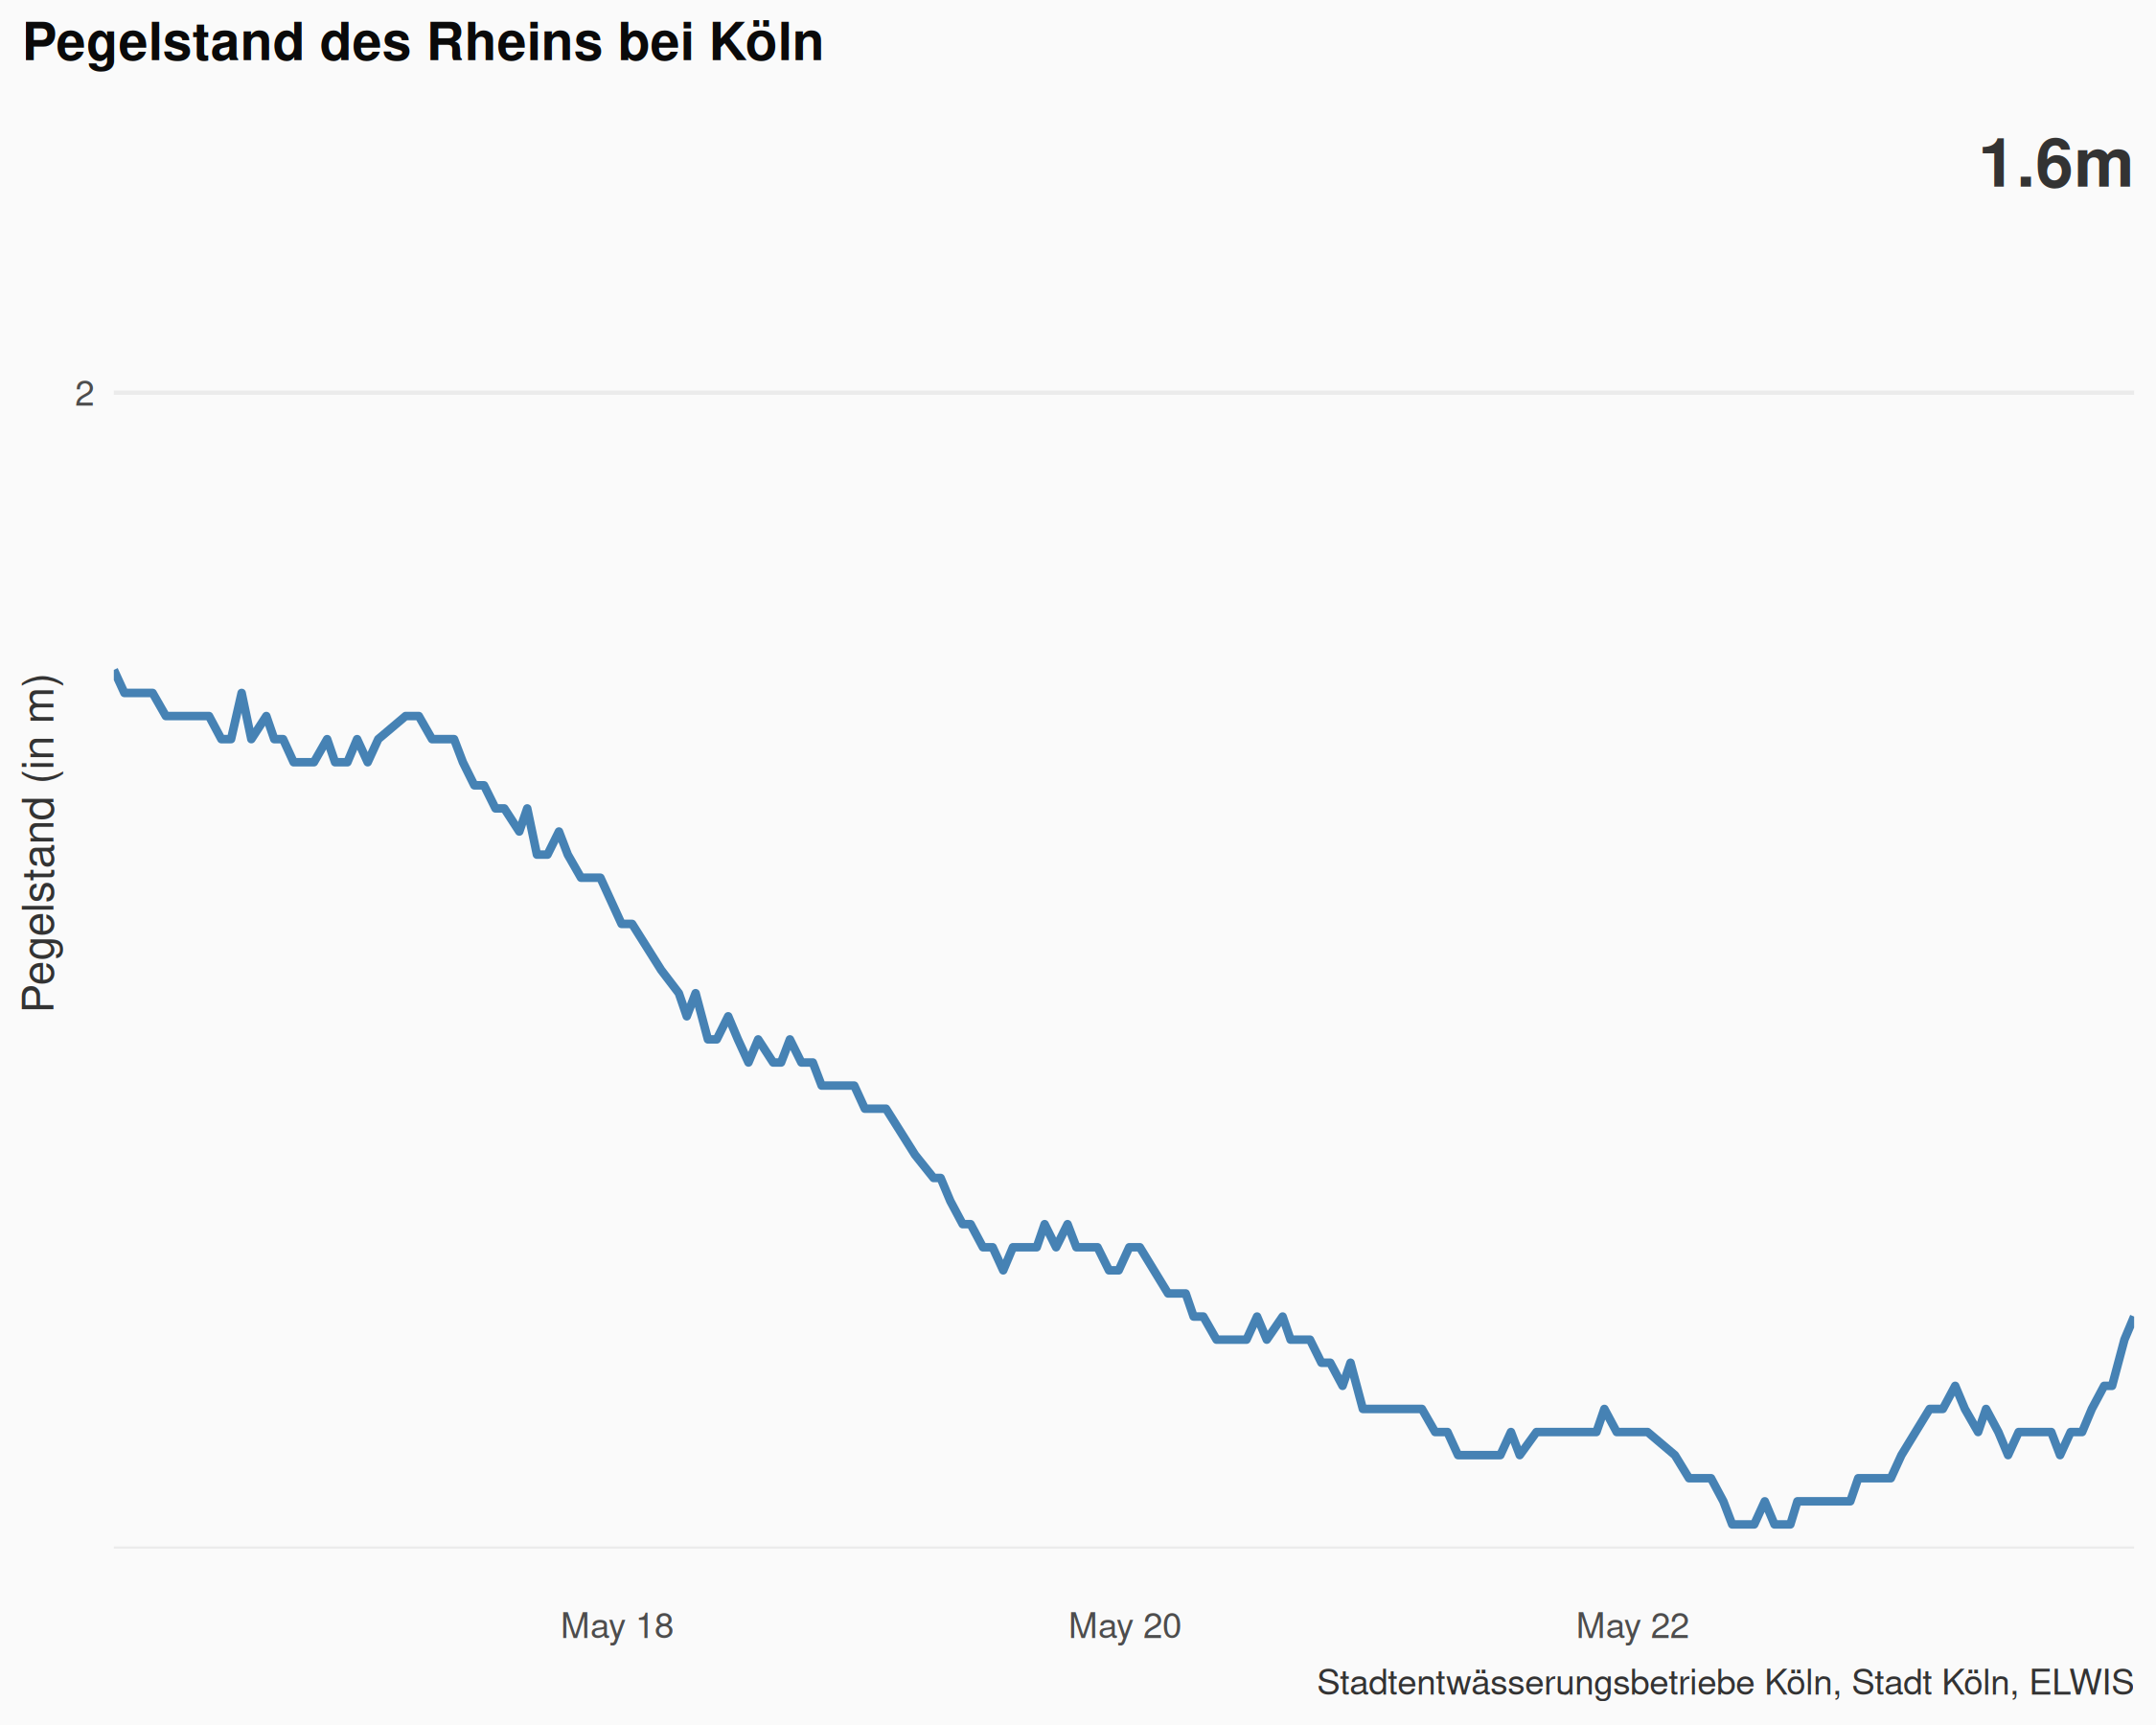 Pegelstand des Rheins bei Köln
1.6m
2
Pegelstand (in m)
May 18
May 20
May 22
Stadtentwässerungsbetriebe Köln, Stadt Köln, ELWIS